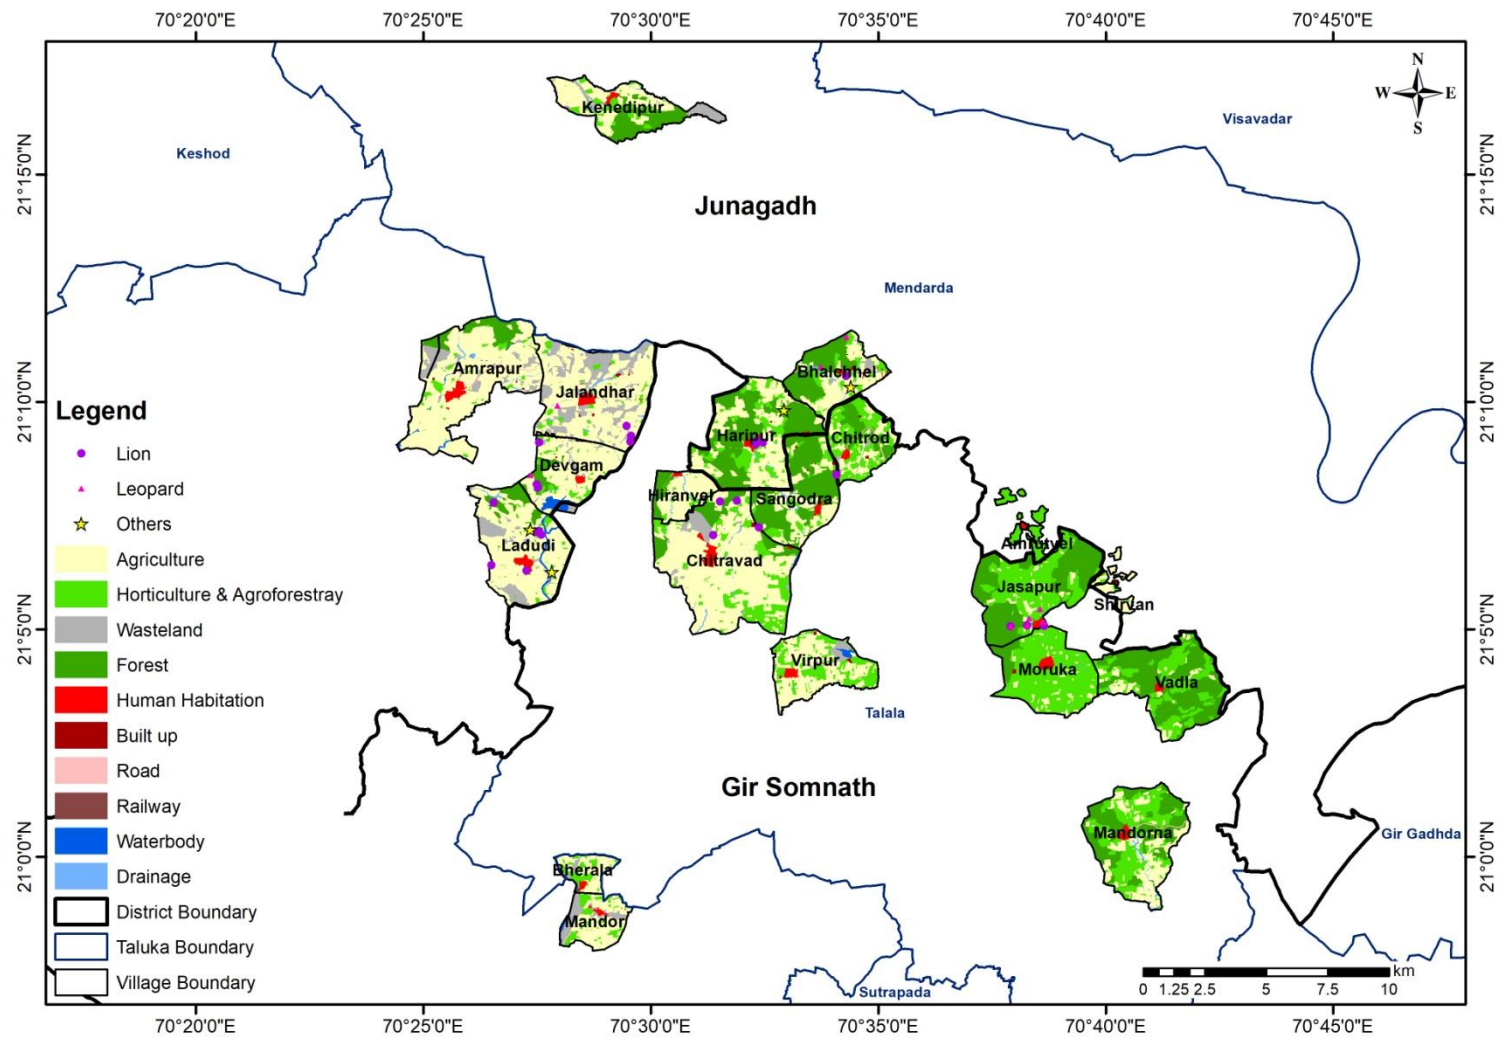 70°20'0"E 70°25'0"E 70°30'0"E 70°35'0"E 70°40'0"E 70°45'0"E
N
W E
S
Kenedipur
Visavadar
Keshod
21°15'0"N 21°15'0"N
Junagadh
Mendarda
Amrapur
Bhalchhel
Jalandhar
21°10'0"N 21°10'0"N
Haripur
Chitrod
Devgam
Hiranvel
Sangodra
Ladudi
Amrutvel
Chitravad
Jasapur
Shirvan
21°5'0"N 21°5'0"N
Virpur
Moruka
Vadla
Talala
Gir Somnath
Mandorna
Gir Gadhda
21°0'0"N 21°0'0"N
Bherala
Mandor
Sutrapada
Legend
Lion
Leopard
Others
Agriculture
Horticulture & Agroforestray
Wasteland
Forest
Human Habitation
Built up
Road
Railway
Waterbody
Drainage
District Boundary
Taluka Boundary
Village Boundary
km
0 1.25 2.5 5 7.5 10
70°20'0"E 70°25'0"E 70°30'0"E 70°35'0"E 70°40'0"E 70°45'0"E